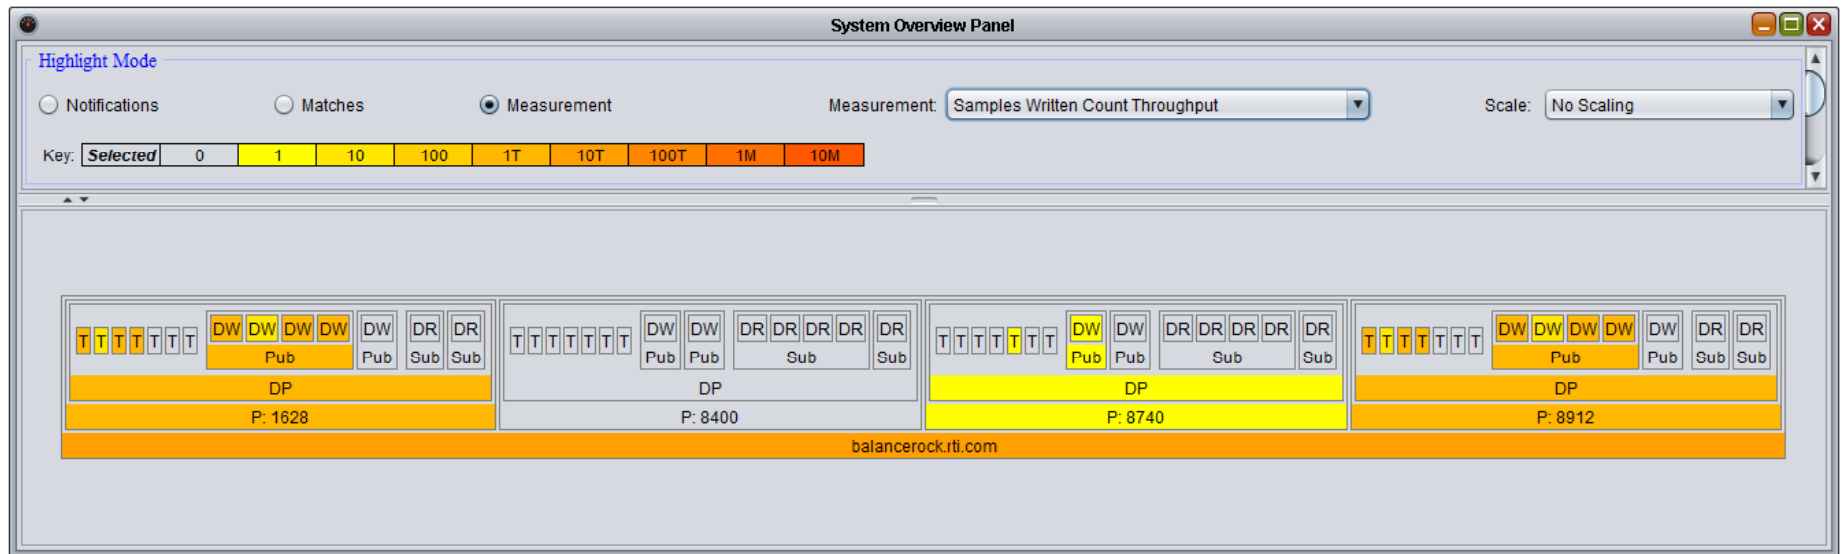 System Overview Panel
Highlight Mode
Notifications Matches Measurement Measurement: Samples Written Count Throughput Scale: No Scaling
Key: Selected 0 1 10 100 1T 10T 100T 1M 10M
T T T T T T T DW DW DW DW DW DR DR T T T T T T T DW DW DR DR DR DR DR T T T T T T T DW DW DR DR DR DR DR T T T T T T T DW DW DW DW DW DR DR
Pub Pub Sub Sub Pub Pub Sub Sub Pub Pub Sub Sub Pub Pub Sub Sub
DP DP DP DP
P: 1628 P: 8400 P: 8740 P: 8912
balancerock.rti.com